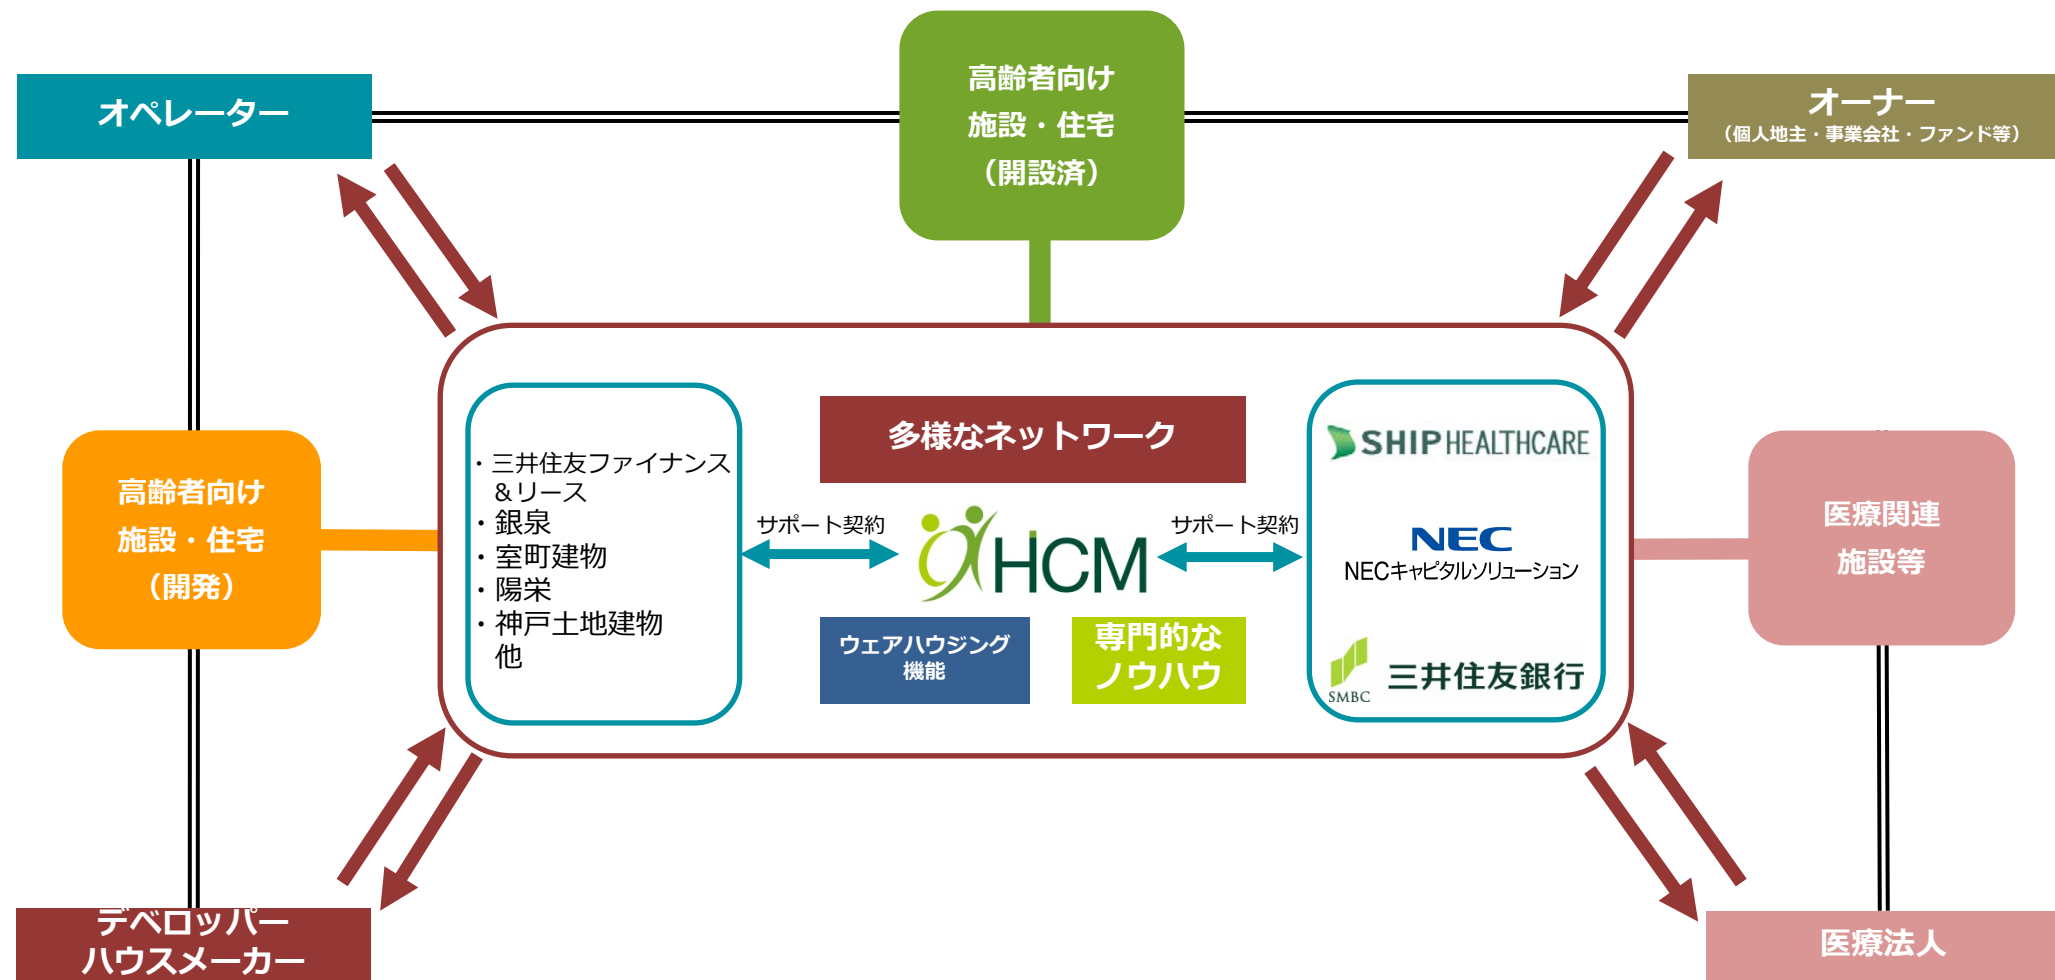 高齢者向け
施設・住宅
（開設済）
オペレーター
オーナー
（個人地主・事業会社・ファンド等）
多様なネットワーク
・三井住友ファイナンス
＆リース
・銀泉
・室町建物
・陽栄
・神戸土地建物
他
サポート契約
HCM
サポート契約
SHIP HEALTHCARE
NEC
NECキャピタルソリューション
SMBC
三井住友銀行
高齢者向け
施設・住宅
（開発）
医療関連
施設等
ウェアハウジング
機能
専門的な
ノウハウ
デベロッパー
ハウスメーカー
医療法人